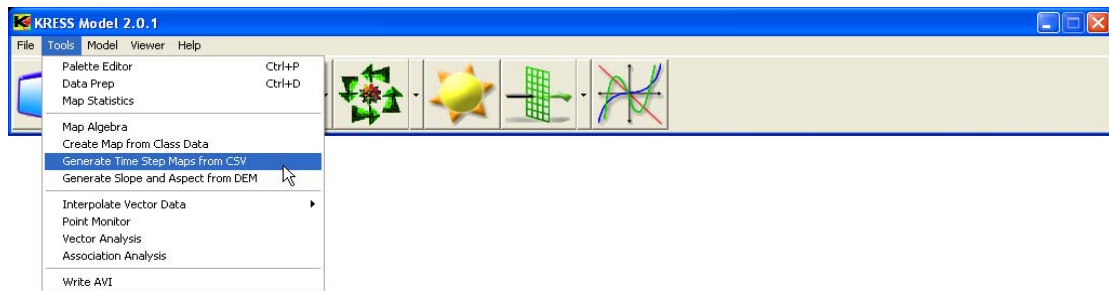 KRESS Model 2.0.1
File Tools Model Viewer Help
Palette Editor Ctrl+P
Data Prep Ctrl+D
Map Statistics
Map Algebra
Create Map from Class Data
Generate Time Step Maps from CSV
Generate Slope and Aspect from DEM
Interpolate Vector Data
Point Monitor
Vector Analysis
Association Analysis
Write AVI